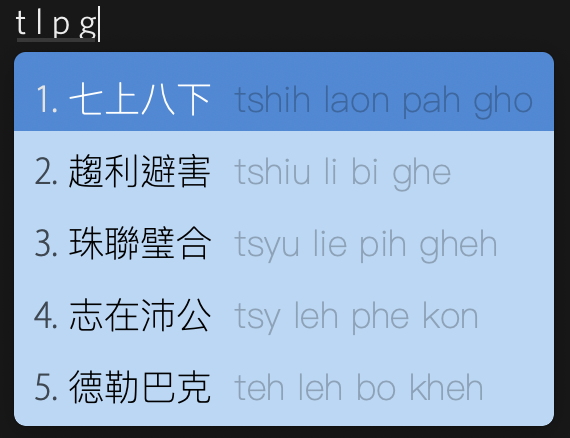 t l p g
1. 七上八下 tshih laon pah gho
2. 趨利避害 tshiu li bi ghe
3. 珠聯璧合 tsyu lie pih gheh
4. 志在沛公 tsy leh phe kon
5. 德勒巴克 teh leh bo kheh